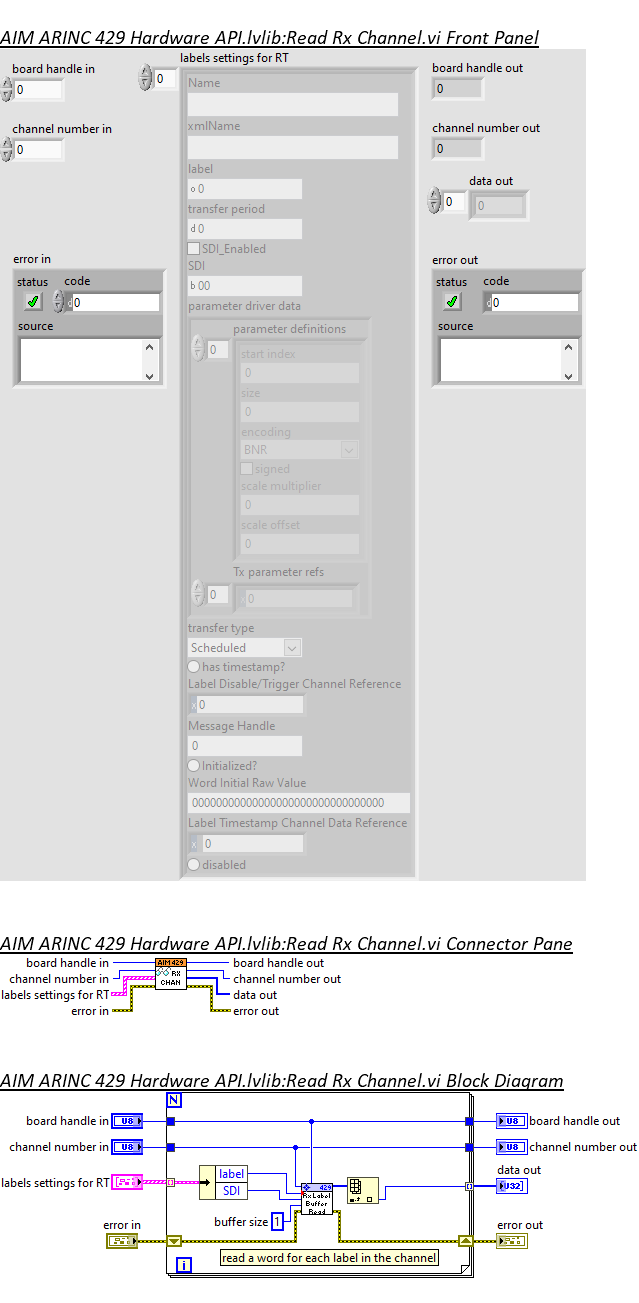 AIM ARINC 429 Hardware API.lvlib:Read Rx Channel.vi Front Panel
board handle in
0
channel number in
0
error in
status code
d0
source
labels settings for RT
0
Name
xmlName
label
o 0
transfer period
d 0
SDI_Enabled
SDI
b 00
parameter driver data
0
parameter definitions
start index
0
size
0
encoding
BNR
signed
scale multiplier
0
scale offset
0
Tx parameter refs
0
x 0
transfer type
Scheduled
has timestamp?
Label Disable/Trigger Channel Reference
x 0
Message Handle
0
Initialized?
Word Initial Raw Value
00000000000000000000000000000000
Label Timestamp Channel Data Reference
x 0
disabled
board handle out
0
channel number out
0
data out
0
0
error out
status code
d0
source
AIM ARINC 429 Hardware API.lvlib:Read Rx Channel.vi Connector Pane
board handle in
channel number in
labels settings for RT
error in
AIM 429
RX
CHAN
board handle out
channel number out
data out
error out
AIM ARINC 429 Hardware API.lvlib:Read Rx Channel.vi Block Diagram
N
board handle in U8
U8 board handle out
channel number in U8
U8 channel number out
labels settings for RT
label
SDI
429
Rx Label
Buffer
Read
data out
U32
buffer size 1
error in
error out
i
read a word for each label in the channel